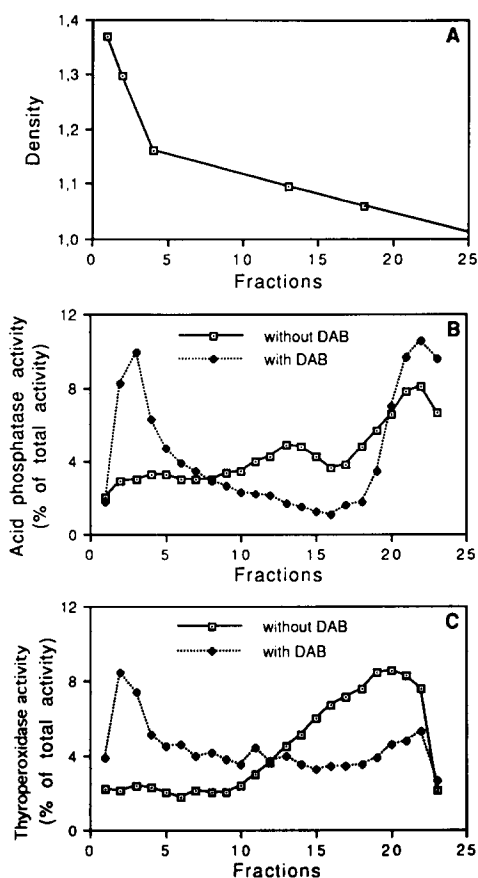 A
1,4
1,3
1,2
1,1
1,0
Density
0 5 10 15 20 25
Fractions
B
12
8
4
0
Acid phosphatase activity
(% of total activity)
without DAB
with DAB
0 5 10 15 20 25
Fractions
C
12
8
4
0
Thyroperoxidase activity
(% of total activity)
without DAB
with DAB
0 5 10 15 20 25
Fractions